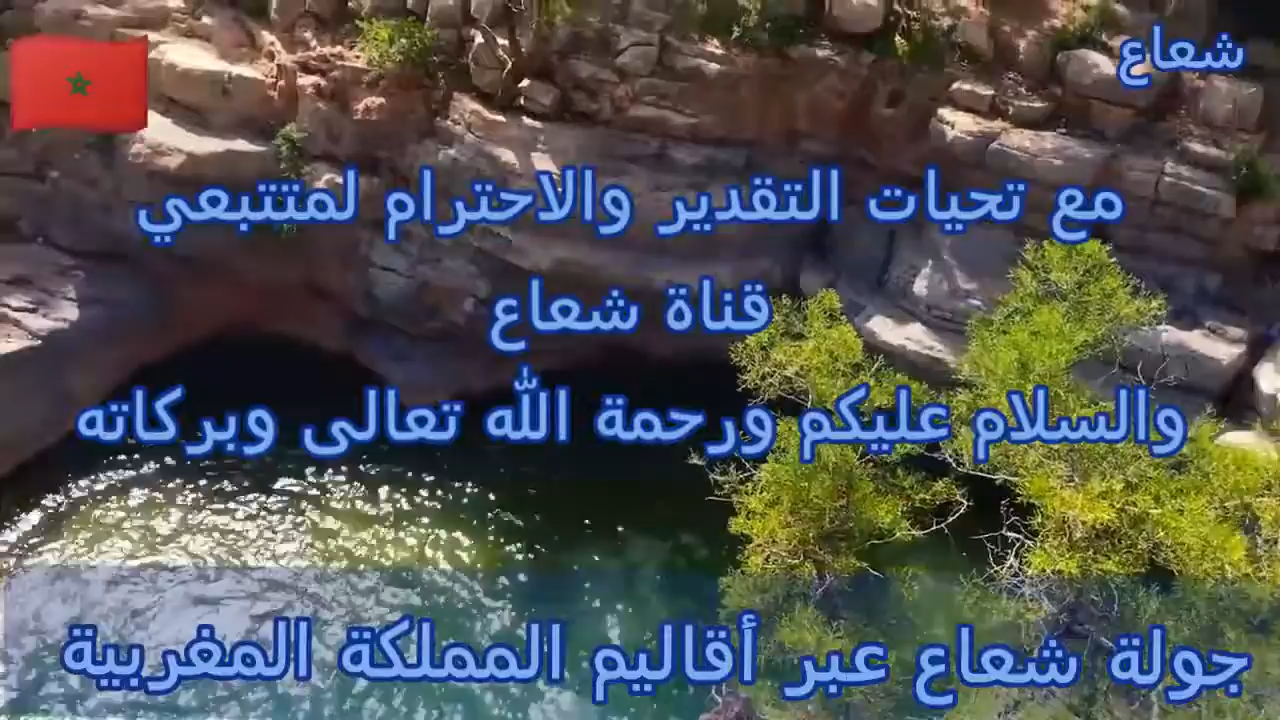 شعاع
مع تحيات التقدير والاحترام لمتتبعي
قناة شعاع
والسلام عليكم ورحمة الله تعالى وبركاته
جولة شعاع عبر أقاليم المملكة المغربية